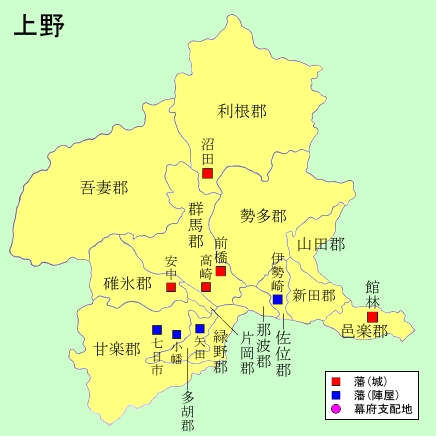 上野
利根郡
沼田
吾妻郡
群馬郡
勢多郡
山田郡
前橋
高崎
安中
碓氷郡
伊勢崎
新田郡
館林
邑楽郡
甘楽郡
七日市
小幡
矢田
多胡郡
緑野郡
片岡郡
那波郡
佐位郡
藩(城)
藩(陣屋)
幕府支配地